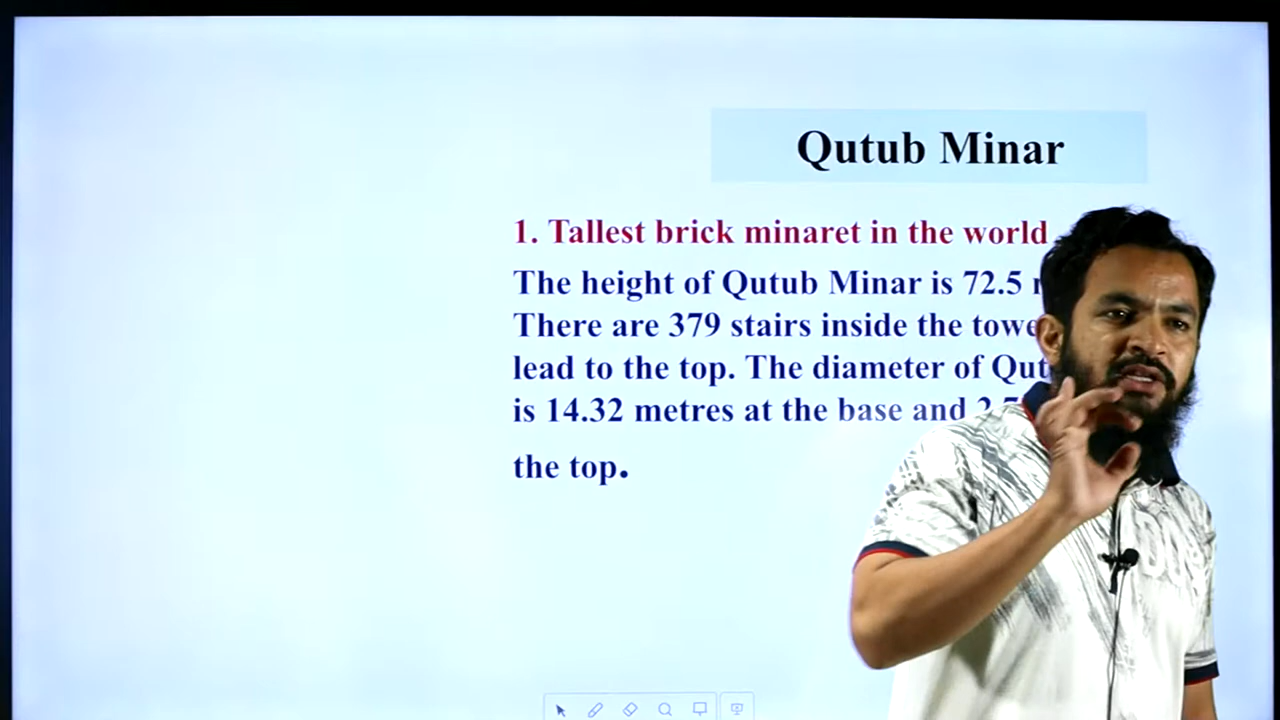 Qutub Minar
1. Tallest brick minaret in the world
The height of Qutub Minar is 72.5
There are 379 stairs inside the
lead to the top. The diameter of
is 14.32 metres at the base and
the top.